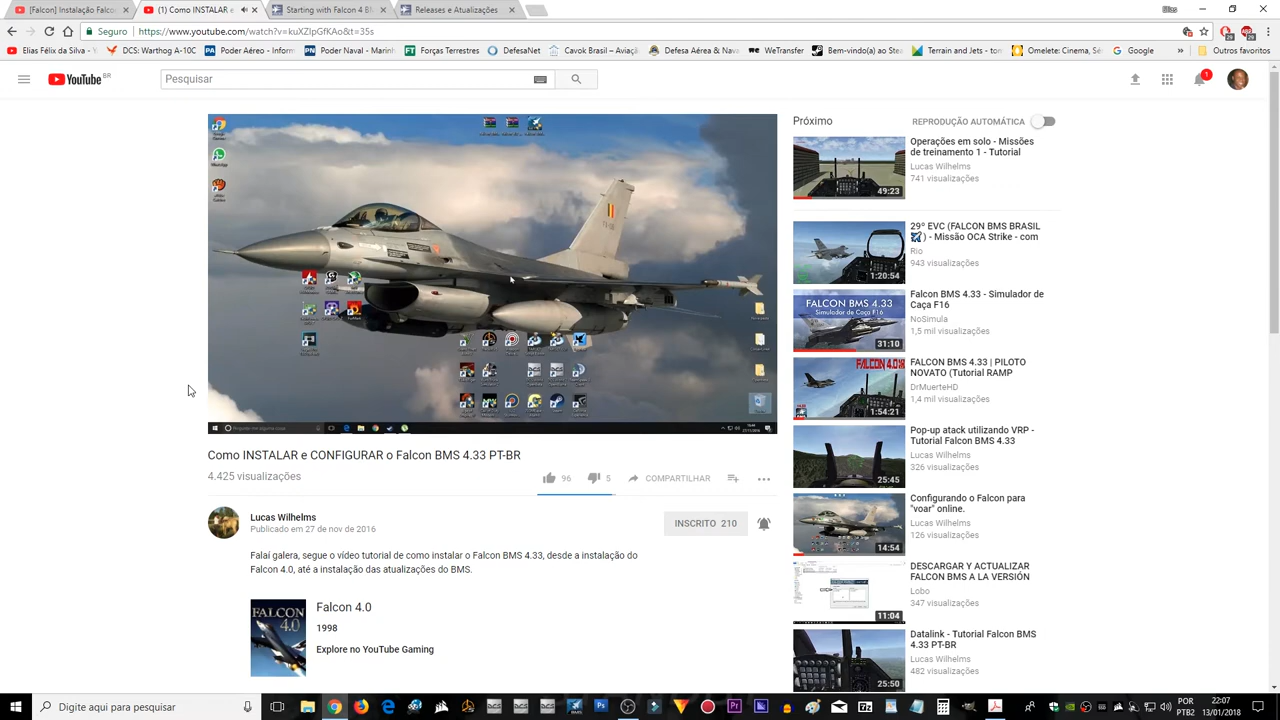 [Falcon] Instalação Falco
(1) Como INSTALAR e
Starting with Falcon 4 B
Releases e Atualizações
Seguro
https://www.youtube.com/watch?v=kuXZIpGfKAo&t=35s
Elias Félix da Silva - Y
DCS: Warthog A-10C
Poder Aéreo - Inform
Poder Naval - Marinh
Forças Terrestres
DefesaNet
Cavok Brasil – Aviaçã
Defesa Aérea & Nava
WeTransfer
Bem-vindo(a) ao Stea
Terrain and Jets - tom
Omelete: Cinema, Sé
Google
»
Outros favoritos
YouTube BR
Pesquisar
1
Próximo
REPRODUÇÃO AUTOMÁTICA
49:23
Operações em solo - Missões
de treinamento 1 - Tutorial
Lucas Wilhelms
741 visualizações
1:20:54
29º EVC (FALCON BMS BRASIL
) - Missão OCA Strike - com
Rio
943 visualizações
FALCON BMS 4.33
Simulador de Caça F16
31:10
Falcon BMS 4.33 - Simulador de
Caça F16
NoSimula
1,5 mil visualizações
1:54:21
FALCON BMS 4.33 | PILOTO
NOVATO (Tutorial RAMP
DrMuerteHD
1,4 mil visualizações
25:45
Pop-up atack utilizando VRP -
Tutorial Falcon BMS 4.33
Lucas Wilhelms
326 visualizações
14:54
Configurando o Falcon para
"voar" online.
Lucas Wilhelms
126 visualizações
11:04
DESCARGAR Y ACTUALIZAR
FALCON BMS A LA VERSIÓN
Lobo
347 visualizações
25:50
Datalink - Tutorial Falcon BMS
4.33 PT-BR
Lucas Wilhelms
482 visualizações
Como INSTALAR e CONFIGURAR o Falcon BMS 4.33 PT-BR
4.425 visualizações
96
5
COMPARTILHAR
Lucas Wilhelms
Publicado em 27 de nov de 2016
INSCRITO 210
Falaí galera, segue o vídeo tutorial de como instalar o Falcon BMS 4.33, desde a instalação do
Falcon 4.0, até a instalação das atualizações do BMS.
FALCON
4.0
Falcon 4.0
1998
Explore no YouTube Gaming
Digite aqui para pesquisar
POR
PTB2
22:07
13/01/2018